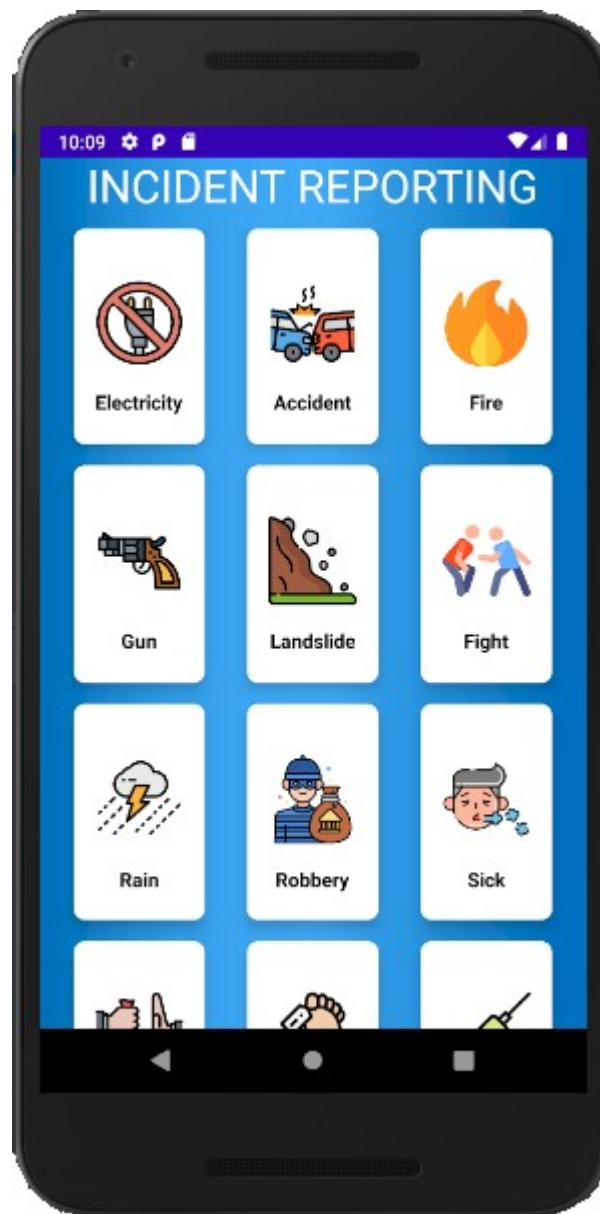 10:09
INCIDENT REPORTING
Electricity Accident Fire
Gun Landslide Fight
Rain Robbery Sick